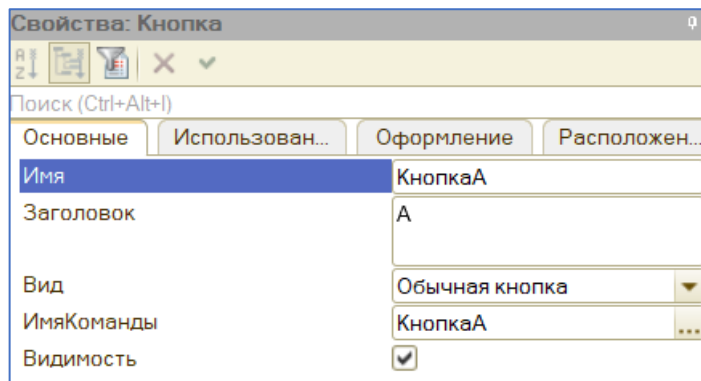 Свойства: Кнопка
Поиск (Ctrl+Alt+I)
Основные Использован... Оформление Расположен...
Имя КнопкаА
Заголовок А
Вид Обычная кнопка
ИмяКоманды КнопкаА ...
Видимость